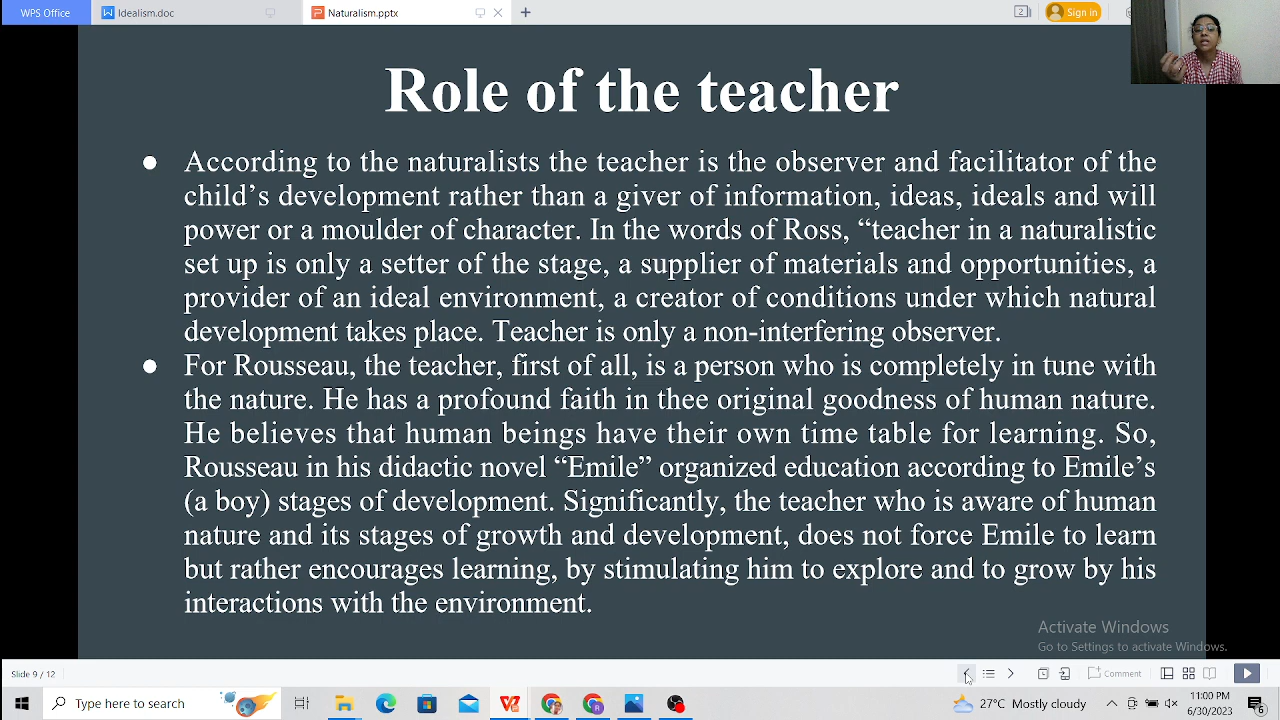 WPS Office
Idealism.doc
Naturalism.pptx
Sign in
Role of the teacher
According to the naturalists the teacher is the observer and facilitator of the
child’s development rather than a giver of information, ideas, ideals and will
power or a moulder of character. In the words of Ross, “teacher in a naturalistic
set up is only a setter of the stage, a supplier of materials and opportunities, a
provider of an ideal environment, a creator of conditions under which natural
development takes place. Teacher is only a non-interfering observer.
For Rousseau, the teacher, first of all, is a person who is completely in tune with
the nature. He has a profound faith in thee original goodness of human nature.
He believes that human beings have their own time table for learning. So,
Rousseau in his didactic novel “Emile” organized education according to Emile’s
(a boy) stages of development. Significantly, the teacher who is aware of human
nature and its stages of growth and development, does not force Emile to learn
but rather encourages learning, by stimulating him to explore and to grow by his
interactions with the environment.
Activate Windows
Go to Settings to activate Windows.
Slide 9 / 12
Comment
Type here to search
27°C Mostly cloudy
11:00 PM
6/30/2023
6